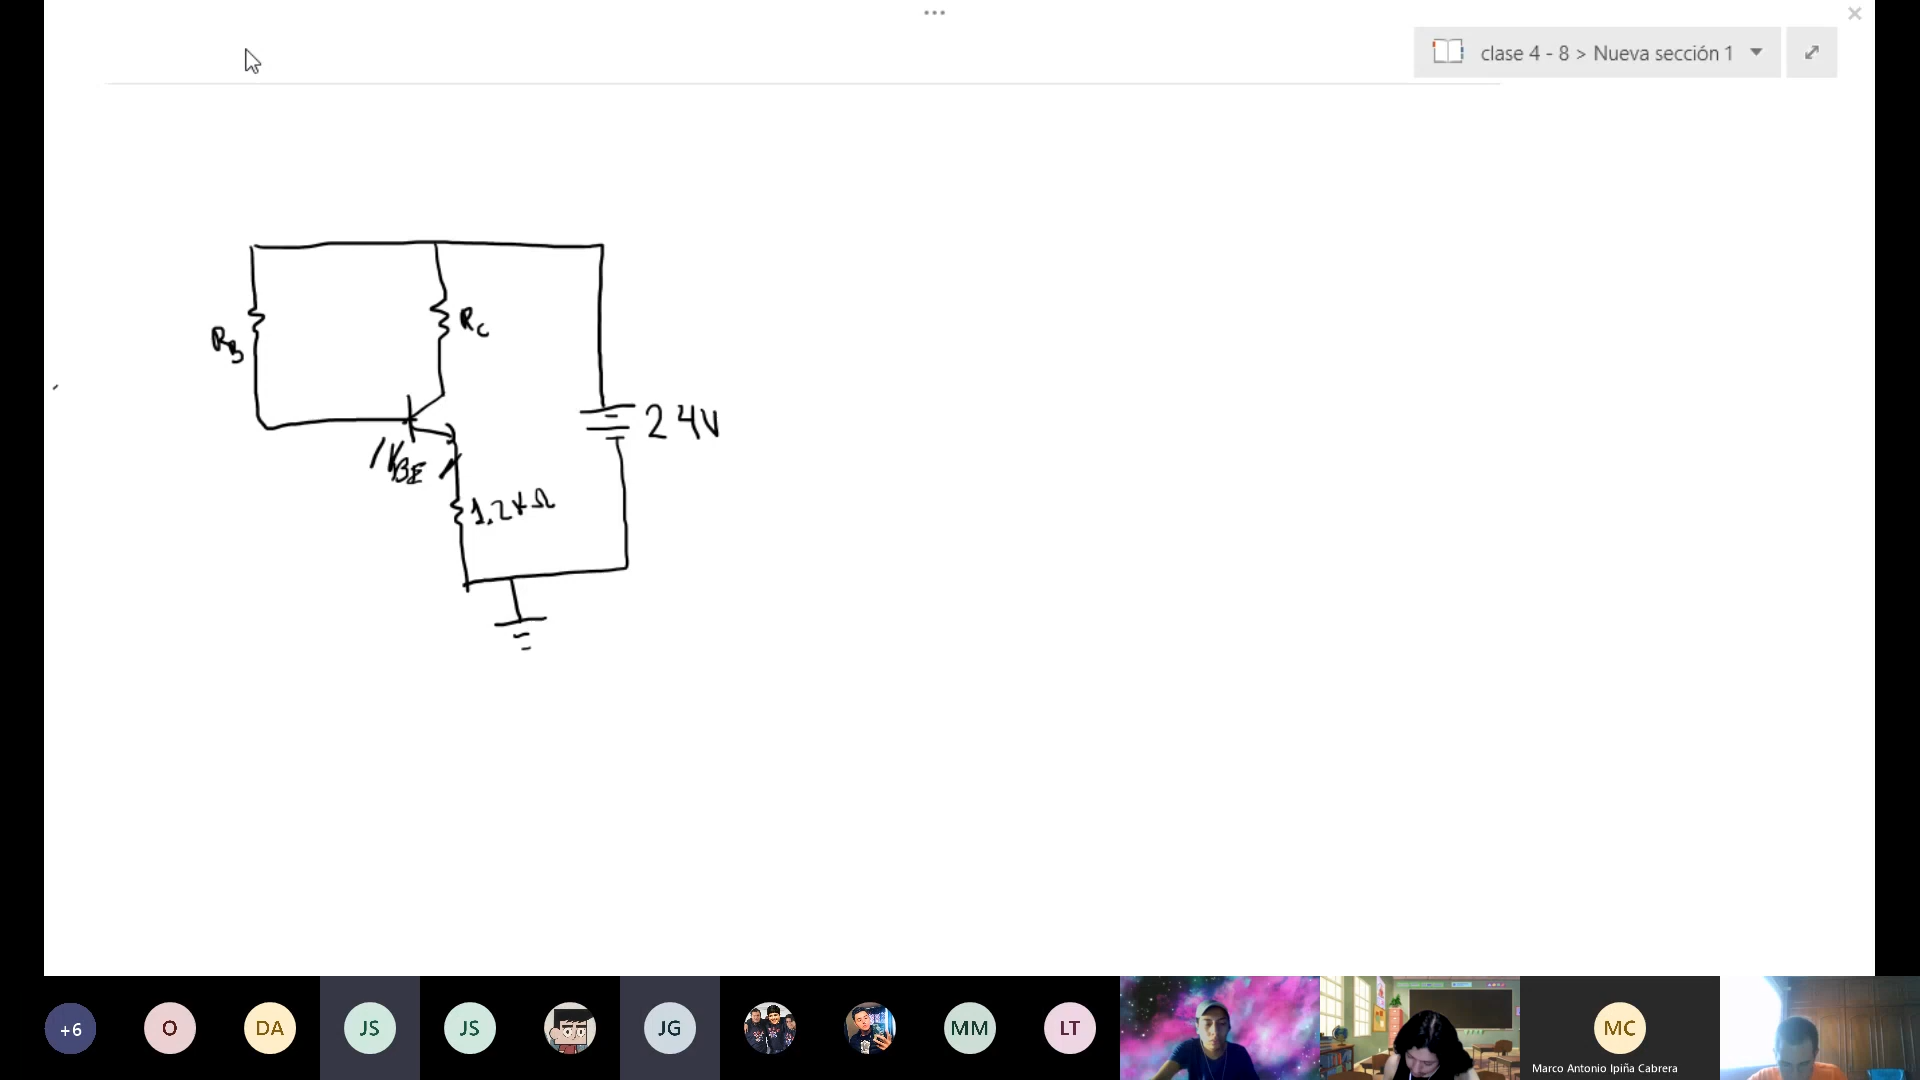 clase 4 - 8 > Nueva sección 1
RB
RC
24V
VBE
1.2KΩ
+6
O
DA
JS
JS
JG
MM
LT
MC
Marco Antonio Ipiña Cabrera